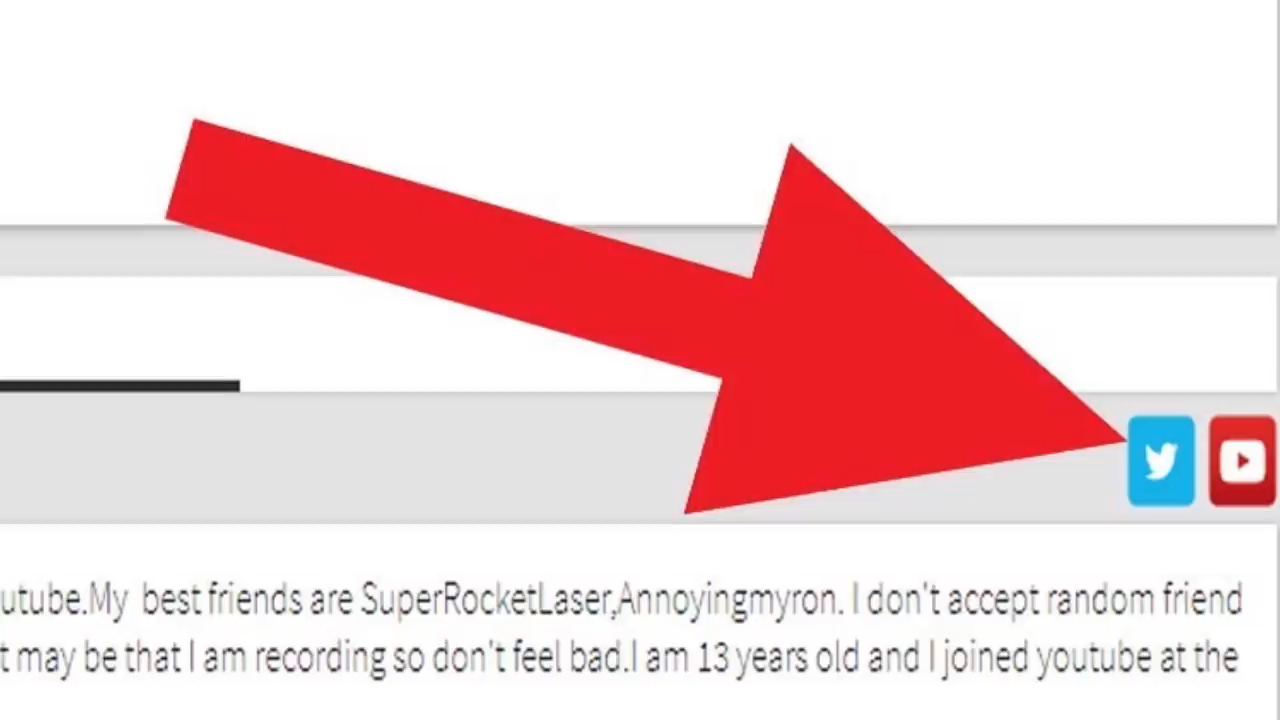 utube.My best friends are SuperRocketLaser,Annoyingmyron. I don't accept random friend
t may be that I am recording so don't feel bad.I am 13 years old and I joined youtube at the